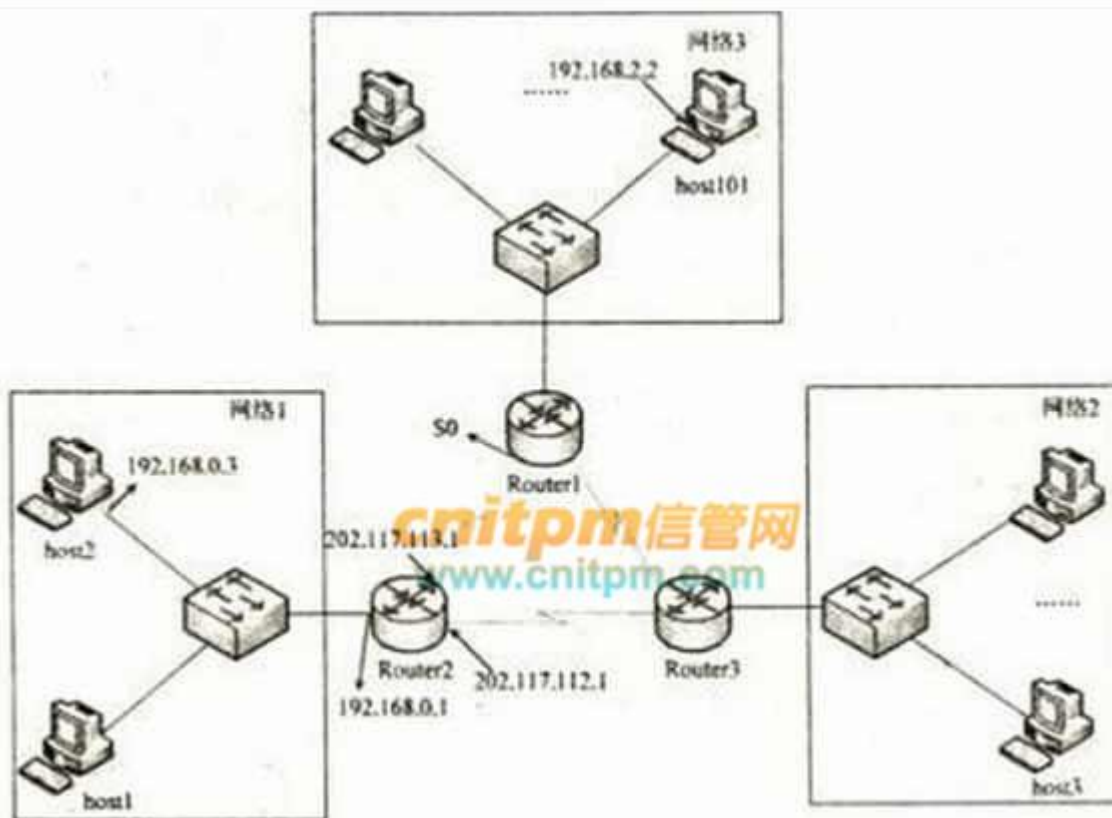 网络3
192.168.2.2
......
host101
网络1
网络2
S0
192.168.0.3
Router1
cnitpm信管网
host2
202.117.113.1
www.cnitpm.com
......
Router2
Router3
202.117.112.1
192.168.0.1
host1
host3